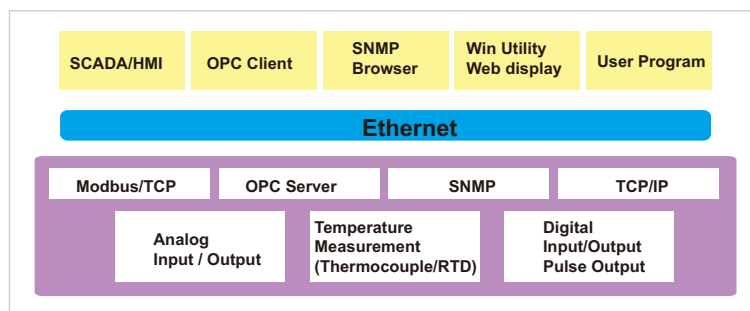 SCADA/HMI
OPC Client
SNMP
Browser
Win Utility
Web display
User Program
Ethernet
Modbus/TCP
OPC Server
SNMP
TCP/IP
Analog
Input / Output
Temperature
Measurement
(Thermocouple/RTD)
Digital
Input/Output
Pulse Output